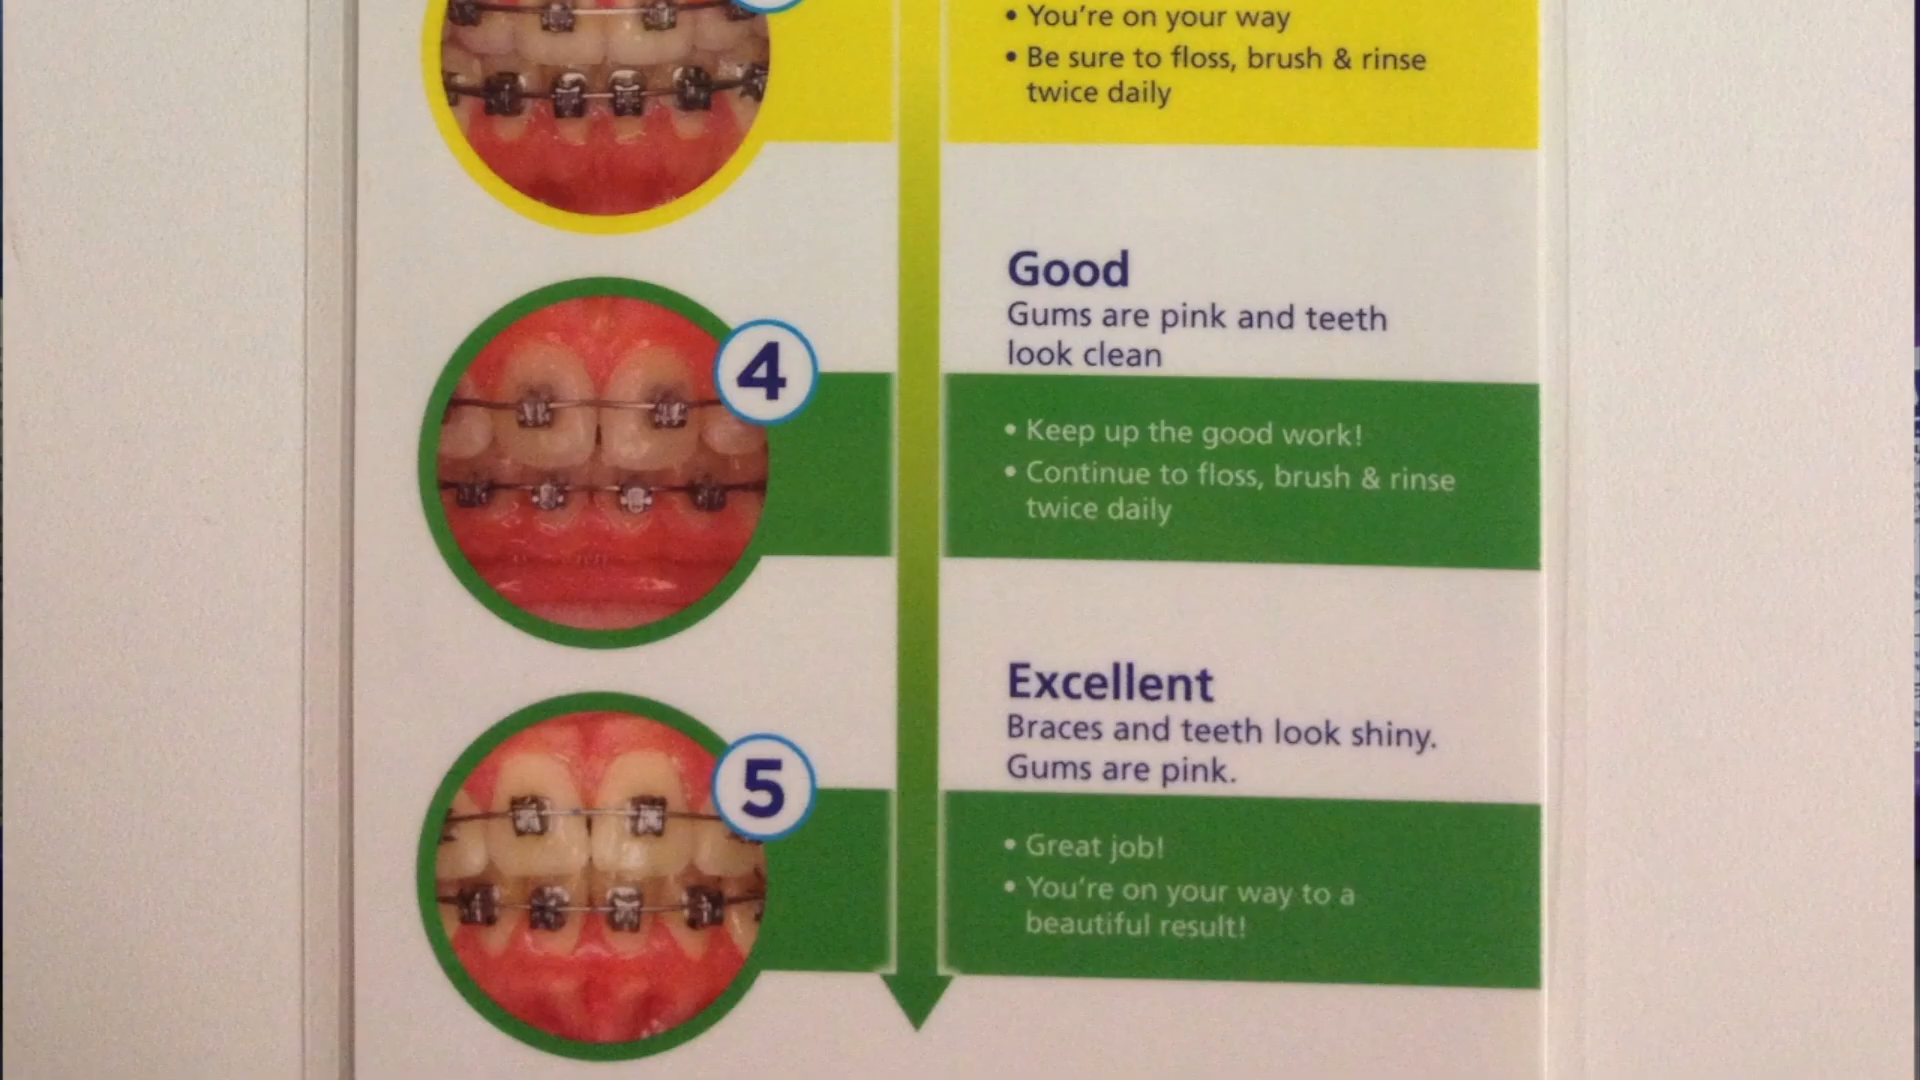 • You're on your way
• Be sure to floss, brush & rinse
twice daily
Good
Gums are pink and teeth
look clean
4
• Keep up the good work!
• Continue to floss, brush & rinse
twice daily
Excellent
Braces and teeth look shiny.
Gums are pink.
5
• Great job!
• You're on your way to a
beautiful result!